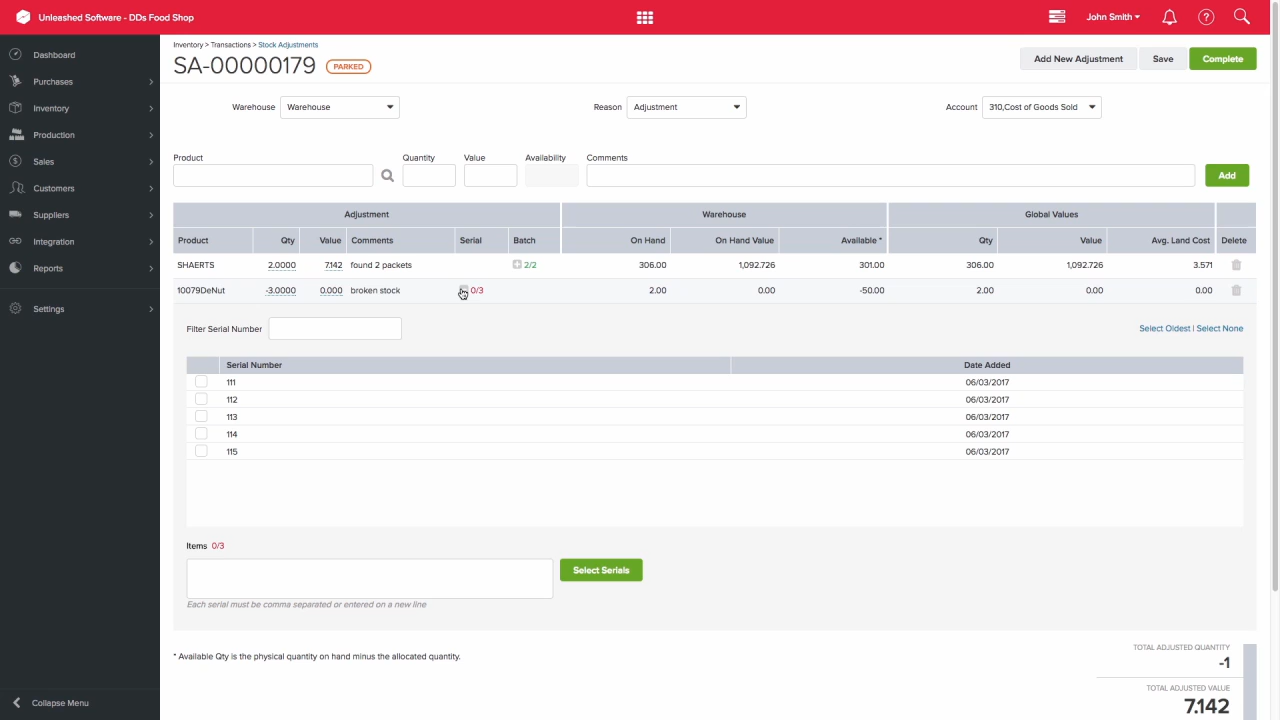 Unleashed Software - DDs Food Shop
John Smith
Dashboard
Purchases
Inventory
Production
Sales
Customers
Suppliers
Integration
Reports
Settings
Collapse Menu
Inventory > Transactions > Stock Adjustments
SA-00000179 PARKED
Add New Adjustment Save Complete
Warehouse Warehouse Reason Adjustment Account 310,Cost of Goods Sold
Product Quantity Value Availability Comments
Add
Adjustment Warehouse Global Values
Product Qty Value Comments Serial Batch On Hand On Hand Value Available * Qty Value Avg. Land Cost Delete
SHAERTS 2.0000 7.142 found 2 packets 2/2 306.00 1,092.726 301.00 306.00 1,092.726 3.571
10079DeNut -3.0000 0.000 broken stock 0/3 2.00 0.00 -50.00 2.00 0.00 0.00
Filter Serial Number Select Oldest | Select None
Serial Number Date Added
111 06/03/2017
112 06/03/2017
113 06/03/2017
114 06/03/2017
115 06/03/2017
Items 0/3
Select Serials
Each serial must be comma separated or entered on a new line
* Available Qty is the physical quantity on hand minus the allocated quantity.
TOTAL ADJUSTED QUANTITY
-1
TOTAL ADJUSTED VALUE
7.142